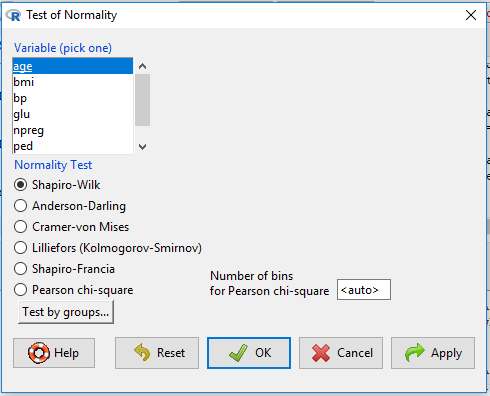 Test of Normality
Variable (pick one)
age
bmi
bp
glu
npreg
ped
Normality Test
Shapiro-Wilk
Anderson-Darling
Cramer-von Mises
Lilliefors (Kolmogorov-Smirnov)
Shapiro-Francia
Pearson chi-square
Number of bins
for Pearson chi-square <auto>
Test by groups...
Help Reset OK Cancel Apply